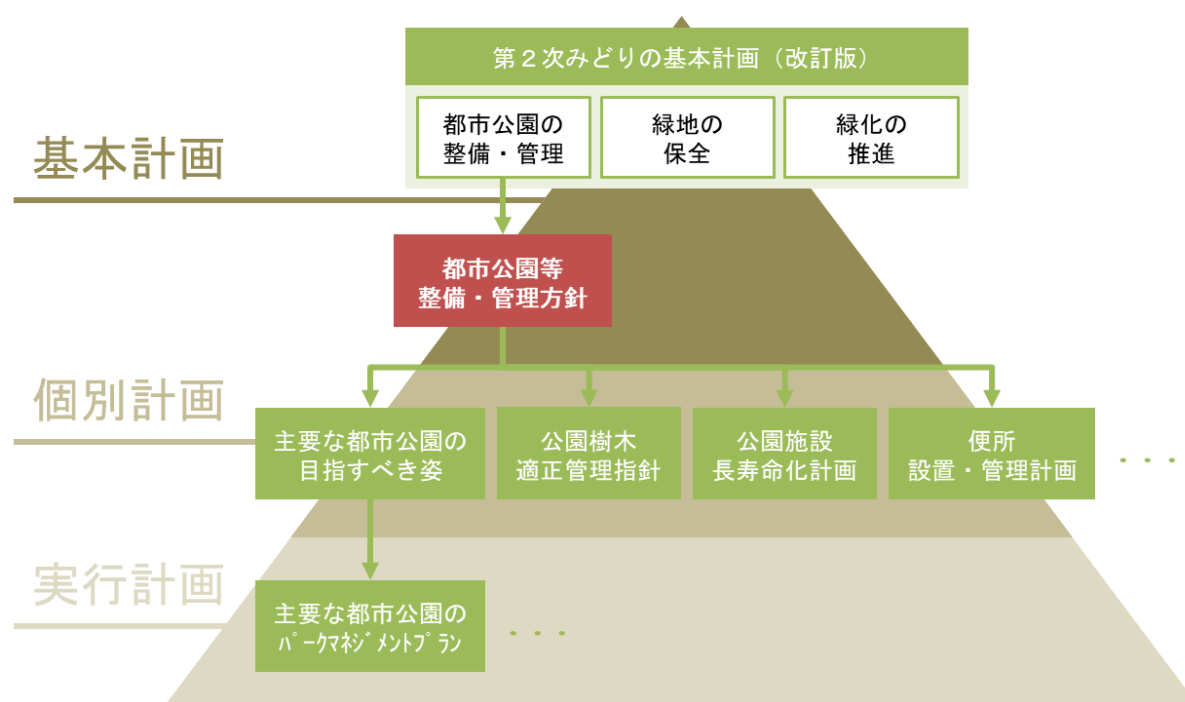 第２次みどりの基本計画（改訂版）
都市公園の
整備・管理
緑地の
保全
緑化の
推進
基本計画
都市公園等
整備・管理方針
個別計画
主要な都市公園の
目指すべき姿
公園樹木
適正管理指針
公園施設
長寿命化計画
便所
設置・管理計画
・・・
実行計画
主要な都市公園の
ﾊﾟｰｸﾏﾈｼﾞﾒﾝﾄﾌﾟﾗﾝ
・・・